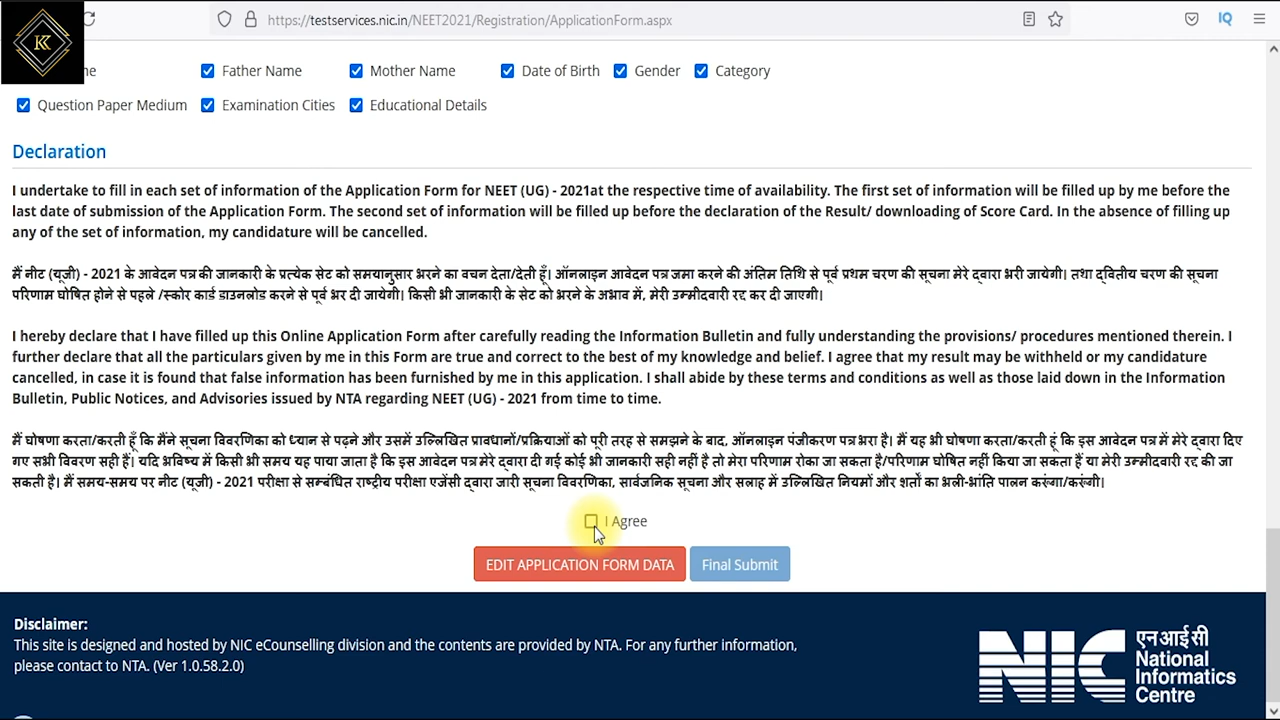 https://testservices.nic.in/NEET2021/Registration/ApplicationForm.aspx
IQ
KK
me Father Name Mother Name Date of Birth Gender Category
Question Paper Medium Examination Cities Educational Details
Declaration
I undertake to fill in each set of information of the Application Form for NEET (UG) - 2021at the respective time of availability. The first set of information will be filled up by me before the
last date of submission of the Application Form. The second set of information will be filled up before the declaration of the Result/ downloading of Score Card. In the absence of filling up
any of the set of information, my candidature will be cancelled.
मैं नीट (यूजी) - 2021 के आवेदन पत्र की जानकारी के प्रत्येक सेट को समयानुसार भरने का वचन देता/देती हूँ। ऑनलाइन आवेदन पत्र जमा करने की अंतिम तिथि से पूर्व प्रथम चरण की सूचना मेरे द्वारा भरी जायेगी। तथा द्वितीय चरण की सूचना
परिणाम घोषित होने से पहले /स्कोर कार्ड डाउनलोड करने से पूर्व भर दी जायेगी। किसी भी जानकारी के सेट को भरने के अभाव में, मेरी उम्मीदवारी रद्द कर दी जाएगी।
I hereby declare that I have filled up this Online Application Form after carefully reading the Information Bulletin and fully understanding the provisions/ procedures mentioned therein. I
further declare that all the particulars given by me in this Form are true and correct to the best of my knowledge and belief. I agree that my result may be withheld or my candidature
cancelled, in case it is found that false information has been furnished by me in this application. I shall abide by these terms and conditions as well as those laid down in the Information
Bulletin, Public Notices, and Advisories issued by NTA regarding NEET (UG) - 2021 from time to time.
मैं घोषणा करता/करती हूँ कि मैंने सूचना विवरणिका को ध्यान से पढ़ने और उसमें उल्लिखित प्रावधानों/प्रक्रियाओं को पूरी तरह से समझने के बाद, ऑनलाइन पंजीकरण पत्र भरा है। मैं यह भी घोषणा करता/करती हूं कि इस आवेदन पत्र में मेरे द्वारा दिए
गए सभी विवरण सही हैं। यदि भविष्य में किसी भी समय यह पाया जाता है कि इस आवेदन पत्र मेरे द्वारा दी गई कोई भी जानकारी सही नहीं है तो मेरा परिणाम रोका जा सकता है/परिणाम घोषित नहीं किया जा सकता हैं या मेरी उम्मीदवारी रद्द की जा
सकती है। मैं समय-समय पर नीट (यूजी) - 2021 परीक्षा से सम्बंधित राष्ट्रीय परीक्षा एजेंसी द्वारा जारी सूचना विवरणिका, सार्वजनिक सूचना और सलाह में उल्लिखित नियमों और शर्तों का भली-भांति पालन करूंगा/करूंगी।
I Agree
EDIT APPLICATION FORM DATA Final Submit
Disclaimer:
This site is designed and hosted by NIC eCounselling division and the contents are provided by NTA. For any further information,
please contact to NTA. (Ver 1.0.58.2.0)
NIC
एन आई सी
National
Informatics
Centre